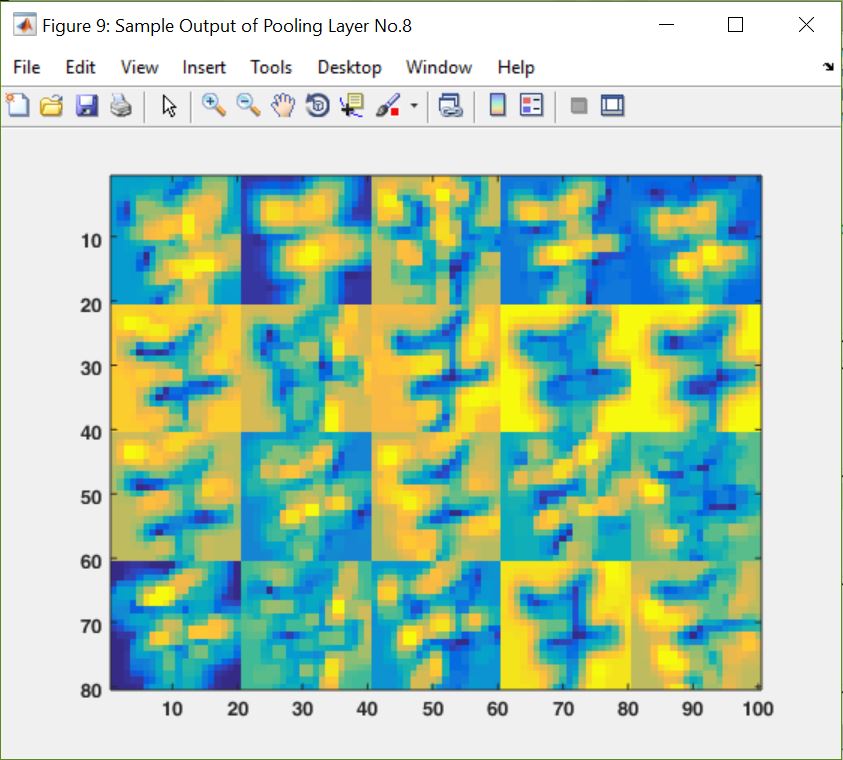 Figure 9: Sample Output of Pooling Layer No.8
File Edit View Insert Tools Desktop Window Help
10
20
30
40
50
60
70
80
10 20 30 40 50 60 70 80 90 100